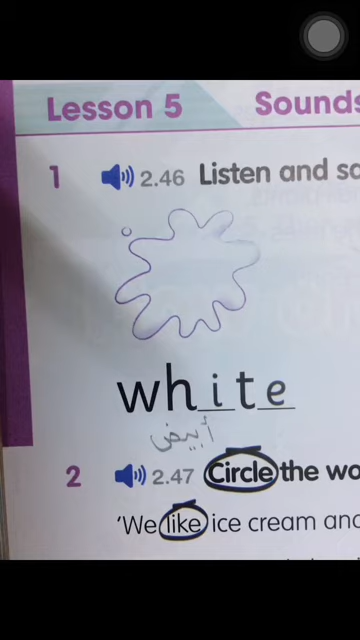 Lesson 5 Sounds
1 2.46 Listen and sa
white
أبيض
2 2.47 Circle the wo
'We like ice cream and